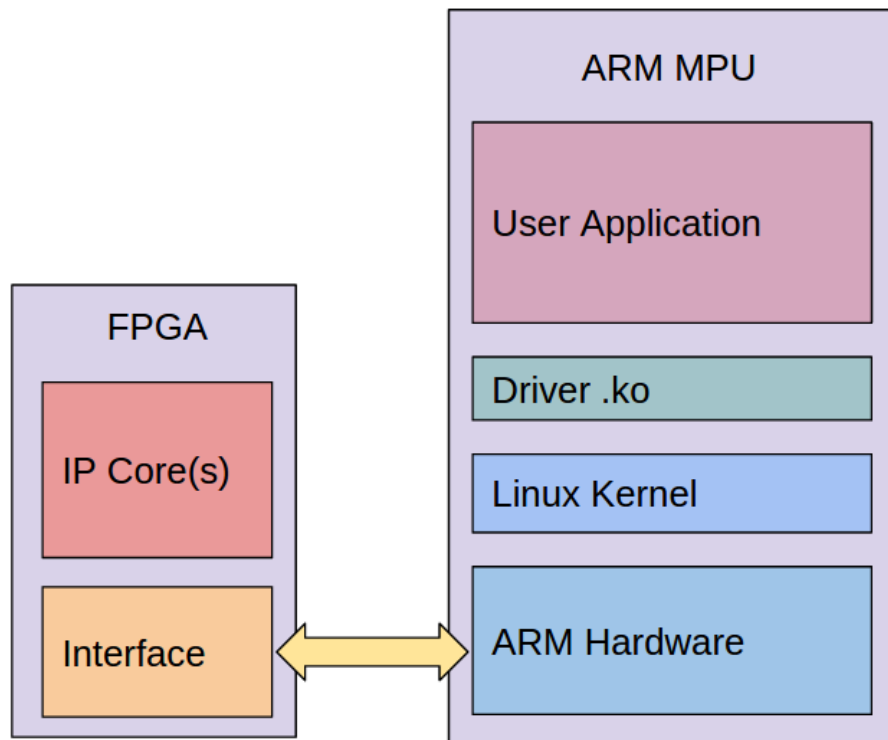 FPGA
IP Core(s)
Interface
ARM MPU
User Application
Driver .ko
Linux Kernel
ARM Hardware